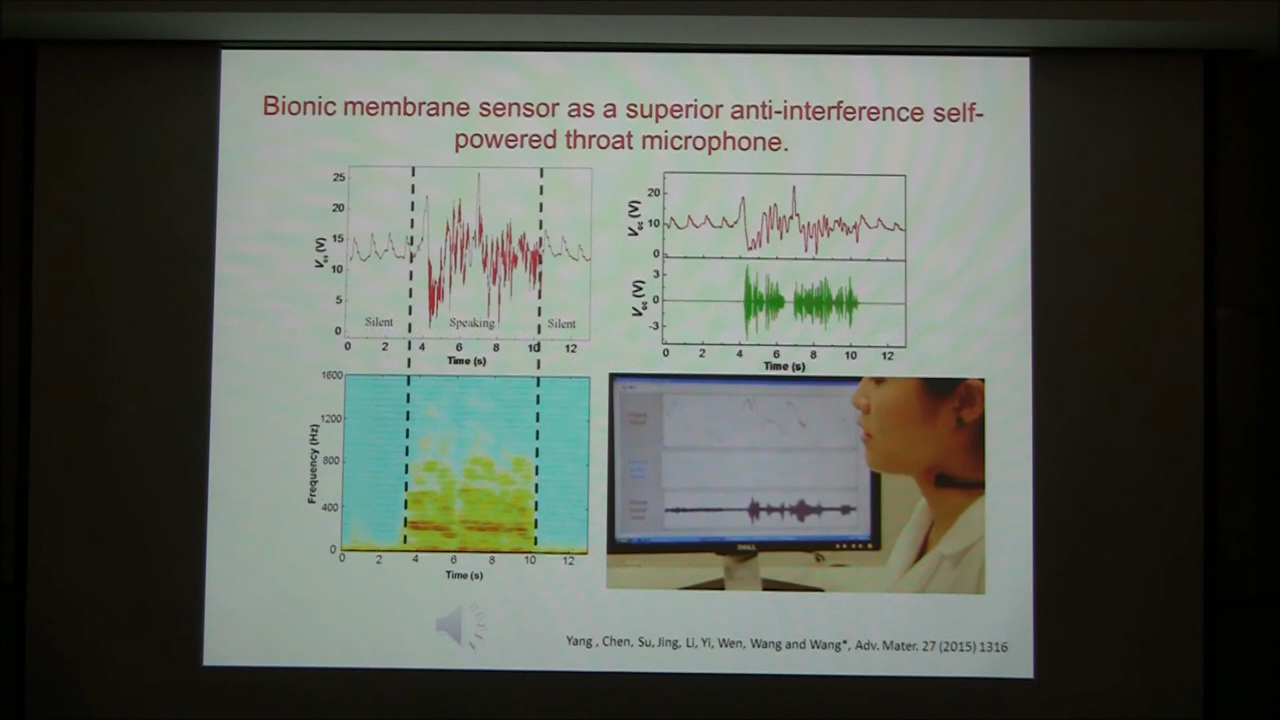 Bionic membrane sensor as a superior anti-interference self-
powered throat microphone.
25
20
15
10
5
0
V (V)
Silent
Speaking
Silent
0 2 4 6 8 10 12
Time (s)
20
10
0
Voc (V)
3
0
-3
Voc (V)
0 2 4 6 8 10 12
Time (s)
1600
1200
800
400
0
Frequency (Hz)
0 2 4 6 8 10 12
Time (s)
DELL
Yang , Chen, Su, Jing, Li, Yi, Wen, Wang and Wang*, Adv. Mater. 27 (2015) 1316